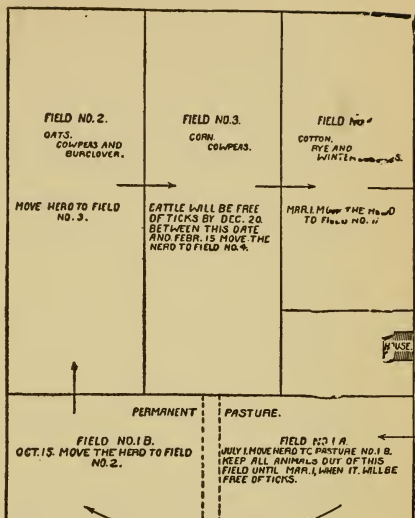 FIELD NO. 2.
OATS.
COWPEAS AND
BURCLOVER.
MOVE HERD TO FIELD
NO. 3.
FIELD NO. 3.
CORN.
COWPEAS.
CATTLE WILL BE FREE
OF TICKS BY DEC. 20.
BETWEEN THIS DATE
AND FEBR. 15 MOVE THE
HERD TO FIELD NO. 4.
FIELD
COTTON.
RYE AND
WINTER
MAR. 1. THE
TO FIELD NO.
HOUSE.
PERMANENT PASTURE.
FIELD NO. 1 B.
OCT. 15. MOVE THE HERD TO FIELD
NO. 2.
FIELD NO. 1 A.
JULY 1. MOVE HERD TO PASTURE NO. 1 B.
KEEP ALL ANIMALS OUT OF THIS
FIELD UNTIL MAR. 1, WHEN IT WILL BE
FREE OF TICKS.